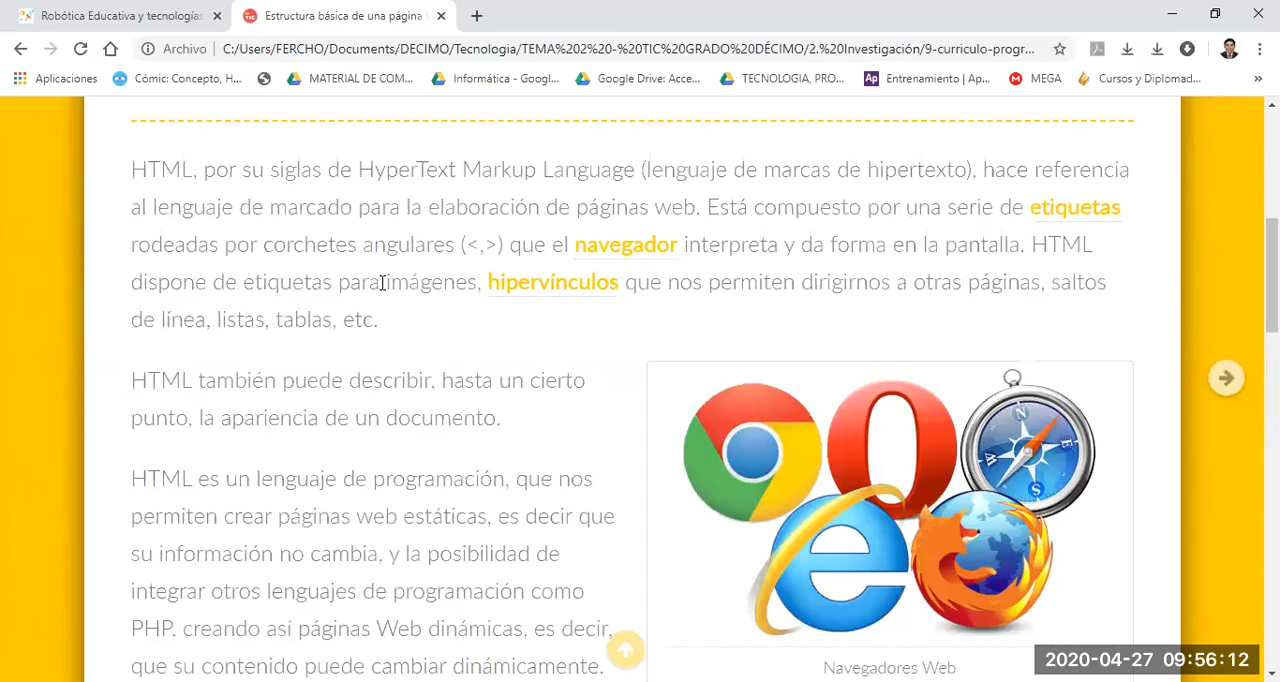 Robótica Educativa y tecnologías
Estructura básica de una página
Archivo
C:/Users/FERCHO/Documents/DECIMO/Tecnologia/TEMA%202%20-%20TIC%20GRADO%20DÉCIMO/2.%20Investigación/9-curriculo-progr...
Aplicaciones
Cómic: Concepto, H...
MATERIAL DE COM...
Informática - Googl...
Google Drive: Acce...
TECNOLOGIA, PRO...
Ap
Entrenamiento | Ap...
MEGA
Cursos y Diplomad...
HTML, por su siglas de HyperText Markup Language (lenguaje de marcas de hipertexto), hace referencia
al lenguaje de marcado para la elaboración de páginas web. Está compuesto por una serie de etiquetas
rodeadas por corchetes angulares (<,>) que el navegador interpreta y da forma en la pantalla. HTML
dispone de etiquetas para imágenes, hipervínculos que nos permiten dirigirnos a otras páginas, saltos
de línea, listas, tablas, etc.
HTML también puede describir, hasta un cierto
punto, la apariencia de un documento.
HTML es un lenguaje de programación, que nos
permiten crear páginas web estáticas, es decir que
su información no cambia, y la posibilidad de
integrar otros lenguajes de programación como
PHP. creando asi páginas Web dinámicas, es decir,
que su contenido puede cambiar dinámicamente.
N
W
E
S
Navegadores Web
2020-04-27 09:56:12